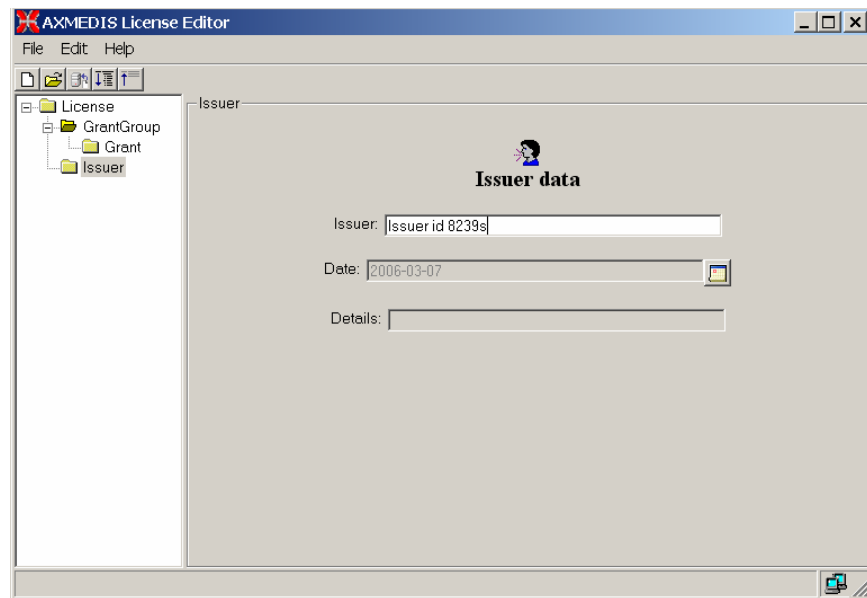 AXMEDIS License Editor
File Edit Help
License
GrantGroup
Grant
Issuer
Issuer
Issuer data
Issuer: Issuer id 8239s
Date: 2006-03-07
Details: